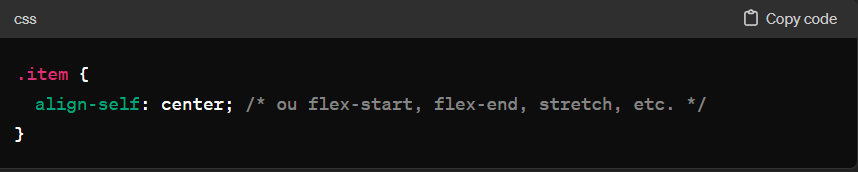 css
Copy code
.item {
align-self: center; /* ou flex-start, flex-end, stretch, etc. */
}